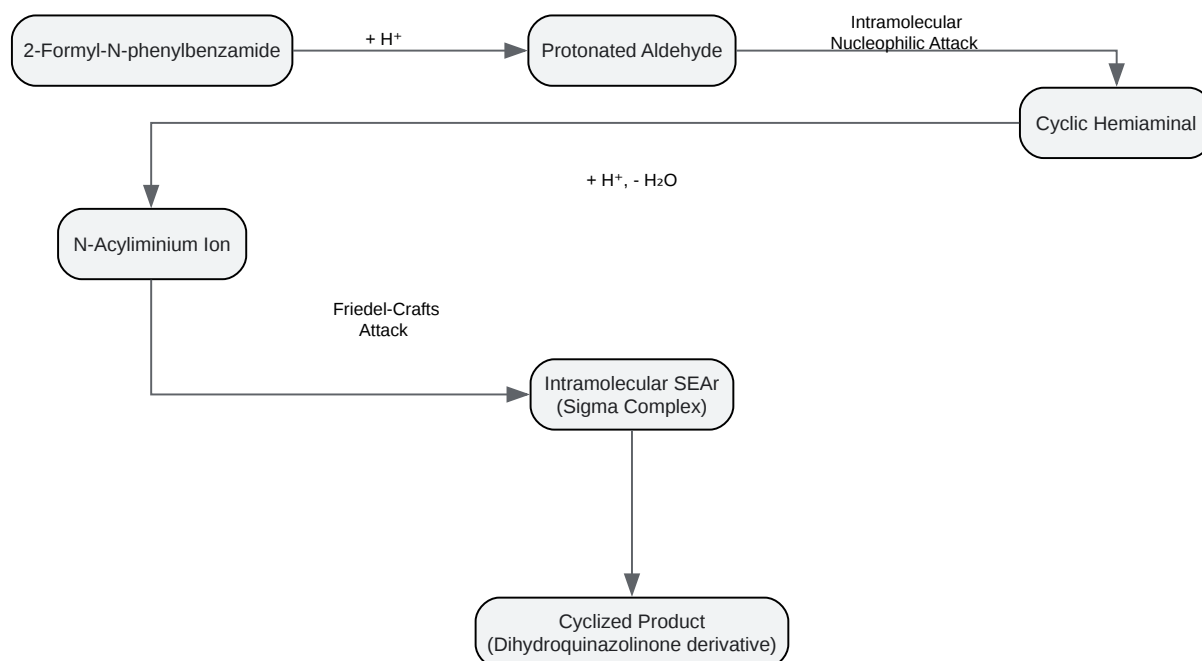 2-Formyl-N-phenylbenzamide
+ H⁺
Protonated Aldehyde
Intramolecular
Nucleophilic Attack
Cyclic Hemiaminal
+ H⁺, - H₂O
N-Acyliminium Ion
Friedel-Crafts
Attack
Intramolecular SEAr
(Sigma Complex)
Cyclized Product
(Dihydroquinazolinone derivative)